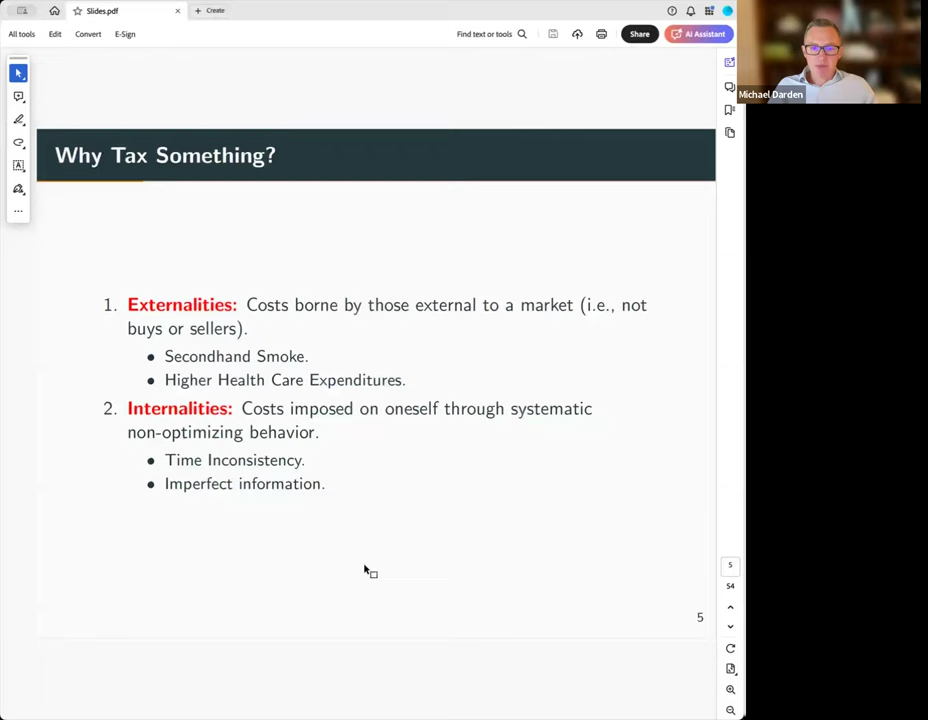 Slides.pdf
Create
All tools
Edit
Convert
E-Sign
Find text or tools
Share
AI Assistant
Michael Darden
Why Tax Something?
1. Externalities: Costs borne by those external to a market (i.e., not
buys or sellers).
• Secondhand Smoke.
• Higher Health Care Expenditures.
2. Internalities: Costs imposed on oneself through systematic
non-optimizing behavior.
• Time Inconsistency.
• Imperfect information.
5
54
5